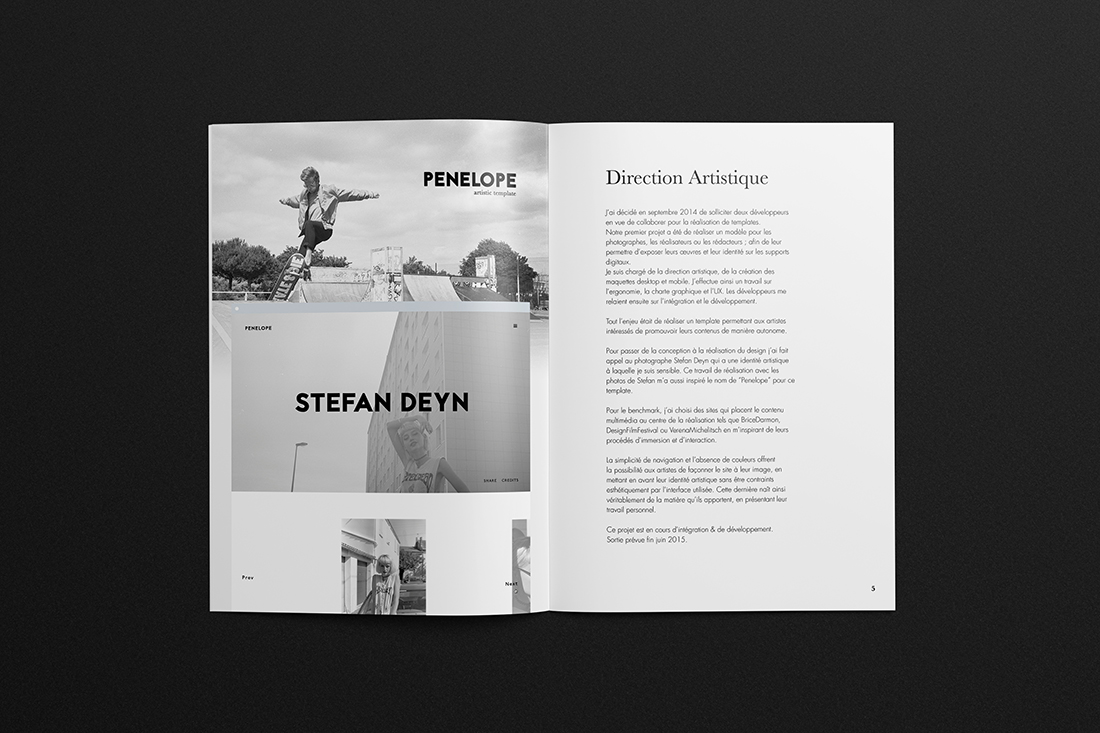 PENELOPE
artistic template
PENELOPE
STEFAN DEYN
SHARE CREDITS
Prev
Next
Direction Artistique
J'ai décidé en septembre 2014 de solliciter deux développeurs
en vue de collaborer pour la réalisation de templates.
Notre premier projet a été de réaliser un modèle pour les
photographes, les réalisateurs ou les rédacteurs ; afin de leur
permettre d'exposer leurs œuvres et leur identité sur les supports
digitaux.
Je suis chargé de la direction artistique, de la création des
maquettes desktop et mobile. J'effectue ainsi un travail sur
l'ergonomie, la charte graphique et l'UX. Les développeurs me
relaient ensuite sur l'intégration et le développement.
Tout l'enjeu était de réaliser un template permettant aux artistes
intéressés de promouvoir leurs contenus de manière autonome.
Pour passer de la conception à la réalisation du design j'ai fait
appel au photographe Stefan Deyn qui a une identité artistique
à laquelle je suis sensible. Ce travail de réalisation avec les
photos de Stefan m'a aussi inspiré le nom de "Penelope" pour ce
template.
Pour le benchmark, j'ai choisi des sites qui placent le contenu
multimédia au centre de la réalisation tels que BriceDarmon,
DesignFilmFestival ou VerenaMichelitsch en m'inspirant de leurs
procédés d'immersion et d'interaction.
La simplicité de navigation et l'absence de couleurs offrent
la possibilité aux artistes de façonner le site à leur image, en
mettant en avant leur identité artistique sans être contraints
esthétiquement par l'interface utilisée. Cette dernière naît ainsi
véritablement de la matière qu'ils apportent, en présentant leur
travail personnel.
Ce projet est en cours d'intégration & de développement.
Sortie prévue fin juin 2015.
5